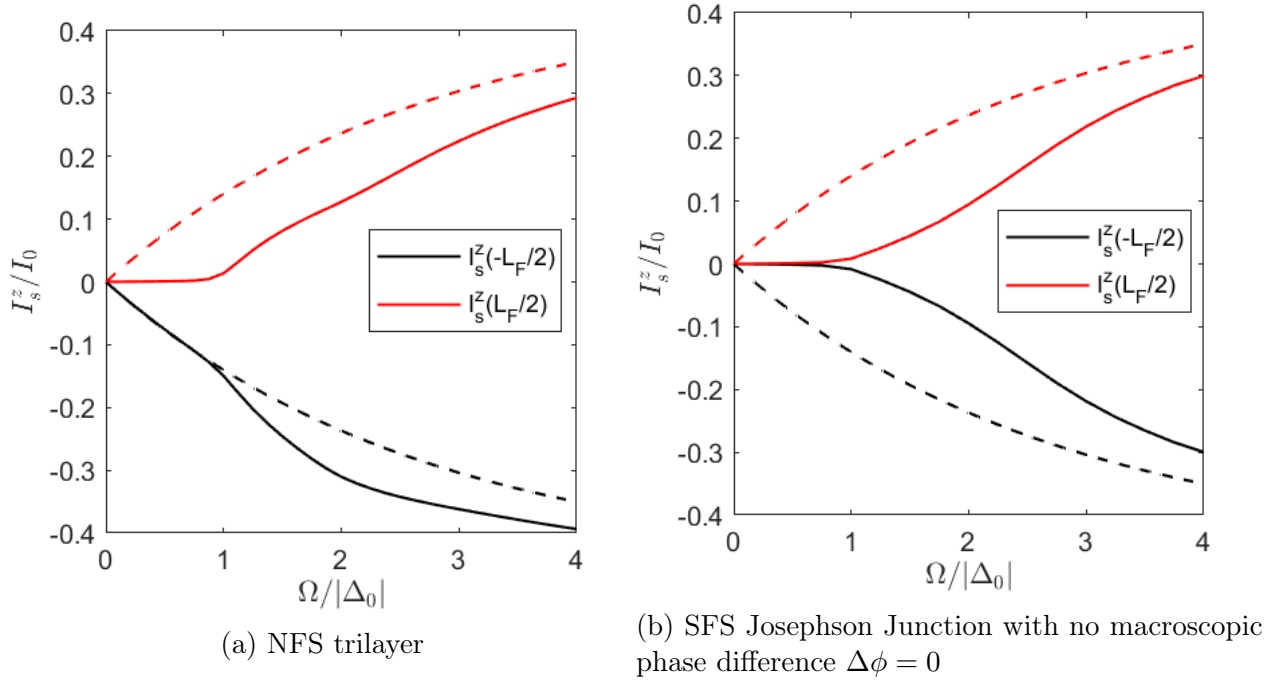 0.4
0.3
0.2
0.1
0
-0.1
-0.2
-0.3
-0.4
I_s^z/I_0
0 1 2 3 4
Ω/|Δ_0|
I_s^z(-L_F/2)
I_s^z(L_F/2)
(a) NFS trilayer
0.4
0.3
0.2
0.1
0
-0.1
-0.2
-0.3
-0.4
I_s^z/I_0
0 1 2 3 4
Ω/|Δ_0|
I_s^z(-L_F/2)
I_s^z(L_F/2)
(b) SFS Josephson Junction with no macroscopic
phase difference Δϕ = 0